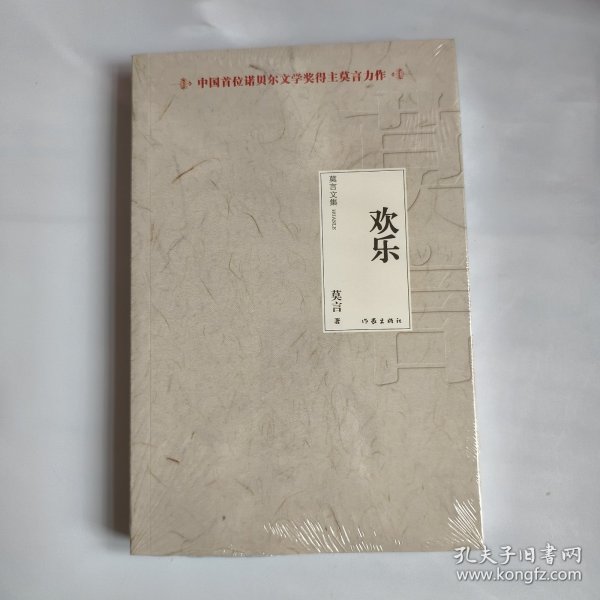 中国首位诺贝尔文学奖得主莫言力作
莫言
莫言文集
欢乐
莫言 著
作家出版社
孔夫子旧书网
www.kongfz.com